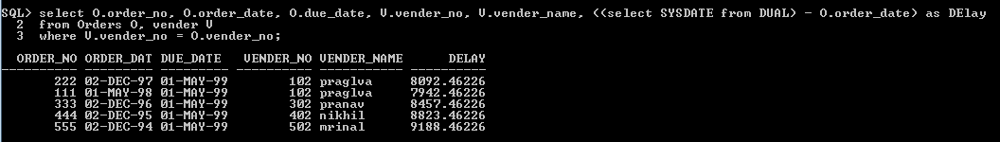 SQL> select O.order_no, O.order_date, O.due_date, V.vender_no, V.vender_name, ((select SYSDATE from DUAL) - O.order_date) as DElay
2 from Orders O, vender V
3 where V.vender_no = O.vender_no;
ORDER_NO ORDER_DAT DUE_DATE VENDER_NO VENDER_NAME DELAY
---------- --------- --------- ---------- ----------- ----------
222 02-DEC-97 01-MAY-99 102 praglva 8092.46226
111 01-MAY-98 01-MAY-99 102 praglva 7942.46226
333 02-DEC-96 01-MAY-99 302 pranav 8457.46226
444 02-DEC-95 01-MAY-99 402 nikhil 8823.46226
555 02-DEC-94 01-MAY-99 502 mrinal 9188.46226